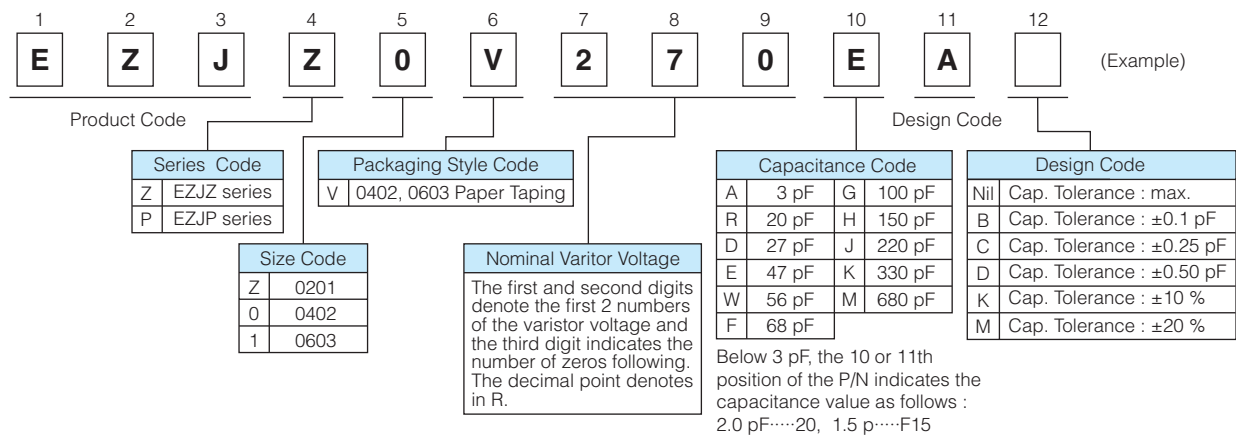 1 2 3 4 5 6 7 8 9 10 11 12
E Z J Z 0 V 2 7 0 E A (Example)
Product Code
Design Code
Series Code
Z EZJZ series
P EZJP series
Packaging Style Code
V 0402, 0603 Paper Taping
Size Code
Z 0201
0 0402
1 0603
Nominal Varitor Voltage
The first and second digits
denote the first 2 numbers
of the varistor voltage and
the third digit indicates the
number of zeros following.
The decimal point denotes
in R.
Capacitance Code
A 3 pF G 100 pF
R 20 pF H 150 pF
D 27 pF J 220 pF
E 47 pF K 330 pF
W 56 pF M 680 pF
F 68 pF
Below 3 pF, the 10 or 11th
position of the P/N indicates the
capacitance value as follows :
2.0 pF·····20, 1.5 p·····F15
Design Code
Nil Cap. Tolerance : max.
B Cap. Tolerance : ±0.1 pF
C Cap. Tolerance : ±0.25 pF
D Cap. Tolerance : ±0.50 pF
K Cap. Tolerance : ±10 %
M Cap. Tolerance : ±20 %